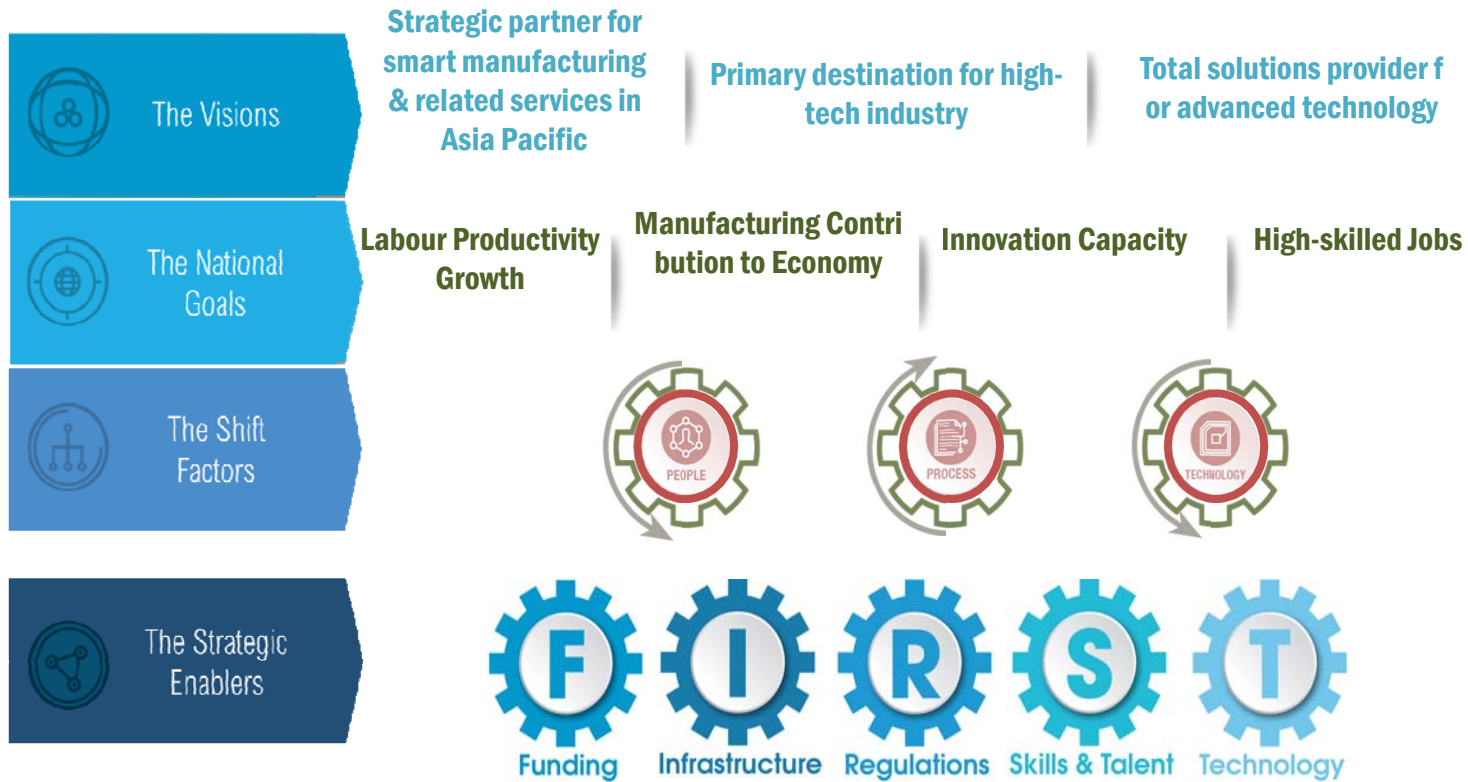 The Visions
Strategic partner for
smart manufacturing
& related services in
Asia Pacific
Primary destination for high-
tech industry
Total solutions provider f
or advanced technology
The National
Goals
Labour Productivity
Growth
Manufacturing Contri
bution to Economy
Innovation Capacity
High-skilled Jobs
The Shift
Factors
PEOPLE
PROCESS
TECHNOLOGY
The Strategic
Enablers
F
I
R
S
T
Funding
Infrastructure
Regulations
Skills & Talent
Technology